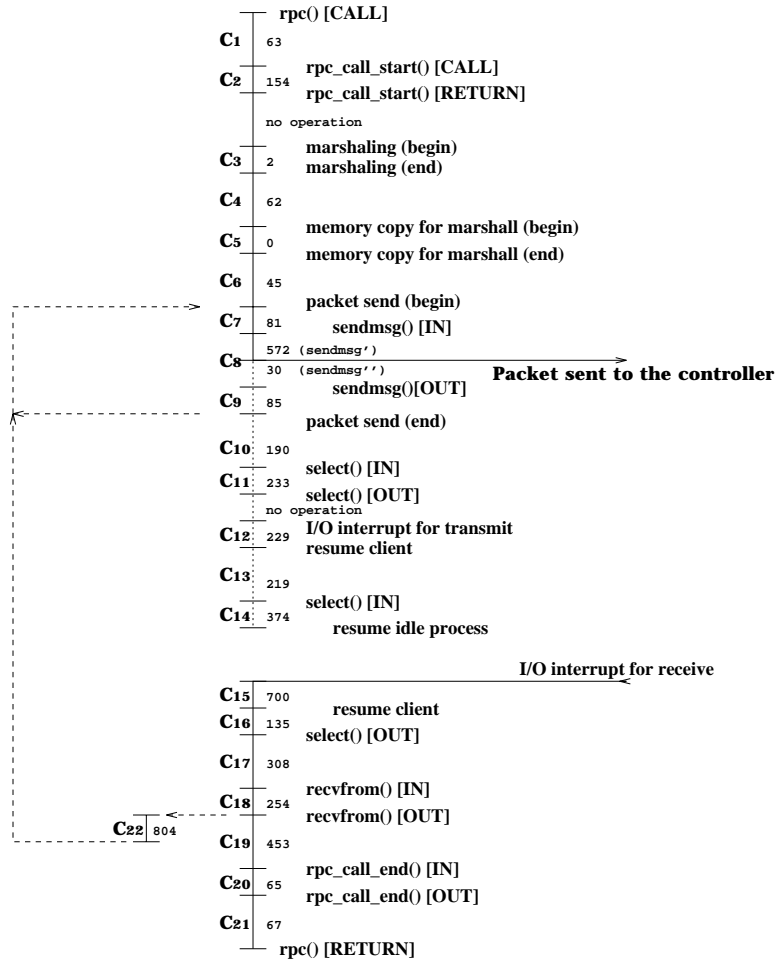 rpc() [CALL]
C1 63
rpc_call_start() [CALL]
C2 154
rpc_call_start() [RETURN]
no operation
marshaling (begin)
C3 2
marshaling (end)
C4 62
memory copy for marshall (begin)
C5 0
memory copy for marshall (end)
C6 45
packet send (begin)
C7 81
sendmsg() [IN]
572 (sendmsg')
C8
30 (sendmsg'')
Packet sent to the controller
sendmsg()[OUT]
C9 85
packet send (end)
C10 190
select() [IN]
C11 233
select() [OUT]
no operation
I/O interrupt for transmit
C12 229
resume client
C13 219
select() [IN]
C14 374
resume idle process
I/O interrupt for receive
C15 700
resume client
C16 135
select() [OUT]
C17 308
recvfrom() [IN]
C18 254
recvfrom() [OUT]
C22 804
C19 453
rpc_call_end() [IN]
C20 65
rpc_call_end() [OUT]
C21 67
rpc() [RETURN]